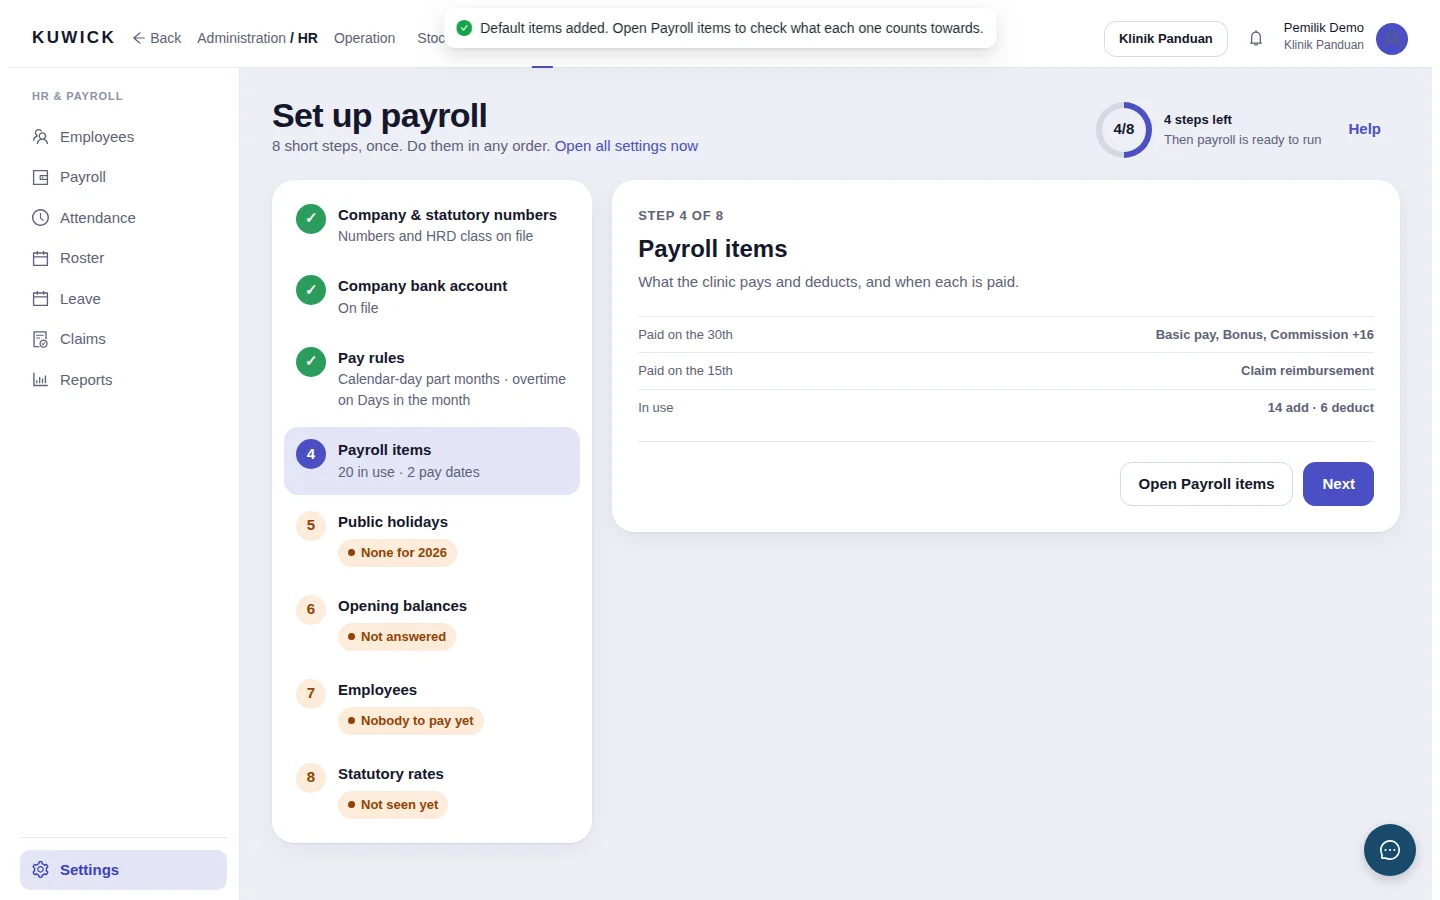 KUWICK
Back
Administration / HR
Operation
Default items added. Open Payroll items to check what each one counts towards.
Klinik Panduan
Pemilik Demo
Klinik Panduan
HR & PAYROLL
Employees
Payroll
Attendance
Roster
Leave
Claims
Reports
Settings
Set up payroll
8 short steps, once. Do them in any order. Open all settings now
4/8
4 steps left
Then payroll is ready to run
Help
Company & statutory numbers
Numbers and HRD class on file
Company bank account
On file
Pay rules
Calendar-day part months · overtime
on Days in the month
4
Payroll items
20 in use · 2 pay dates
5
Public holidays
None for 2026
6
Opening balances
Not answered
7
Employees
Nobody to pay yet
8
Statutory rates
Not seen yet
STEP 4 OF 8
Payroll items
What the clinic pays and deducts, and when each is paid.
Paid on the 30th
Basic pay, Bonus, Commission +16
Paid on the 15th
Claim reimbursement
In use
14 add · 6 deduct
Open Payroll items
Next